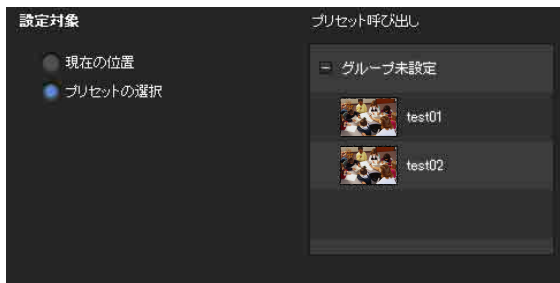 設定対象
プリセット呼び出し
現在の位置
プリセットの選択
グループ未設定
test01
test02